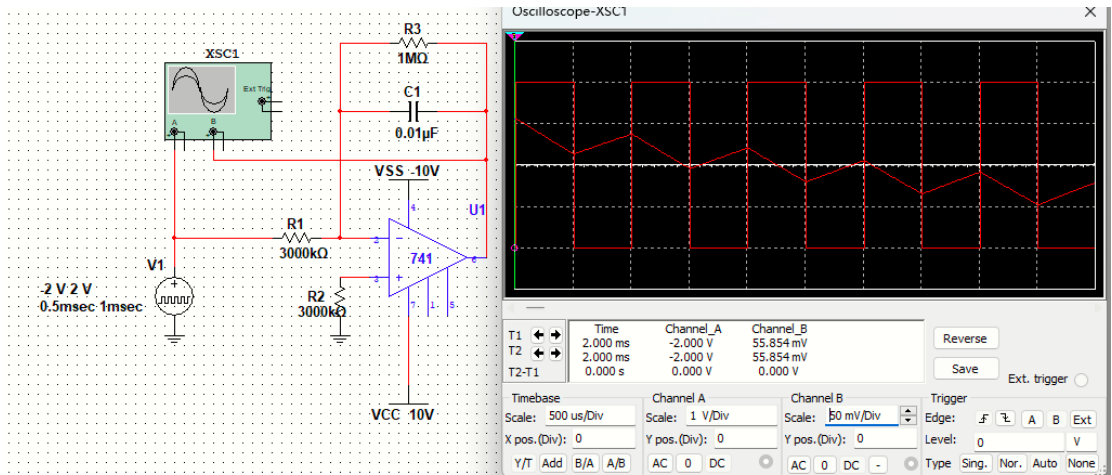 R3
1MΩ
XSC1
Ext Trig
A
B
C1
0.01µF
VSS -10V
4
U1
R1
3000kΩ
2
741
6
3
V1
-2 V 2 V
0.5msec 1msec
R2
3000kΩ
7
1
5
VCC 10V
Oscilloscope-XSC1
T1
T2
T2-T1
Time Channel_A Channel_B
2.000 ms -2.000 V 55.854 mV
2.000 ms -2.000 V 55.854 mV
0.000 s 0.000 V 0.000 V
Reverse
Save
Ext. trigger
Timebase
Scale: 500 us/Div
X pos.(Div): 0
Y/T Add B/A A/B
Channel A
Scale: 1 V/Div
Y pos.(Div): 0
AC 0 DC
Channel B
Scale: 50 mV/Div
Y pos.(Div): 0
AC 0 DC -
Trigger
Edge: A B Ext
Level: 0 V
Type Sing. Nor. Auto None